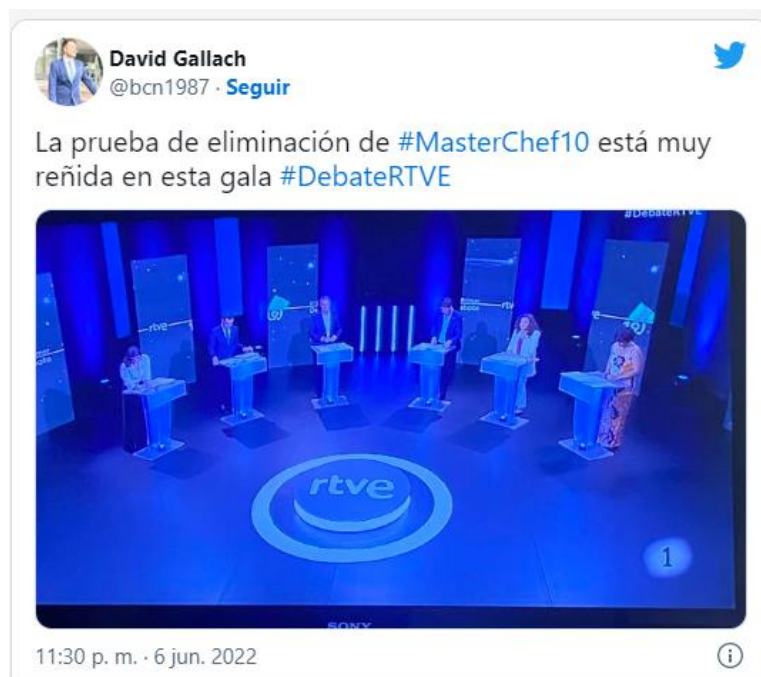 David Gallach
@bcn1987 · Seguir
La prueba de eliminación de #MasterChef10 está muy
reñida en esta gala #DebateRTVE
#DebateRTVE
rtve
rtve
1
SONY
11:30 p. m. · 6 jun. 2022